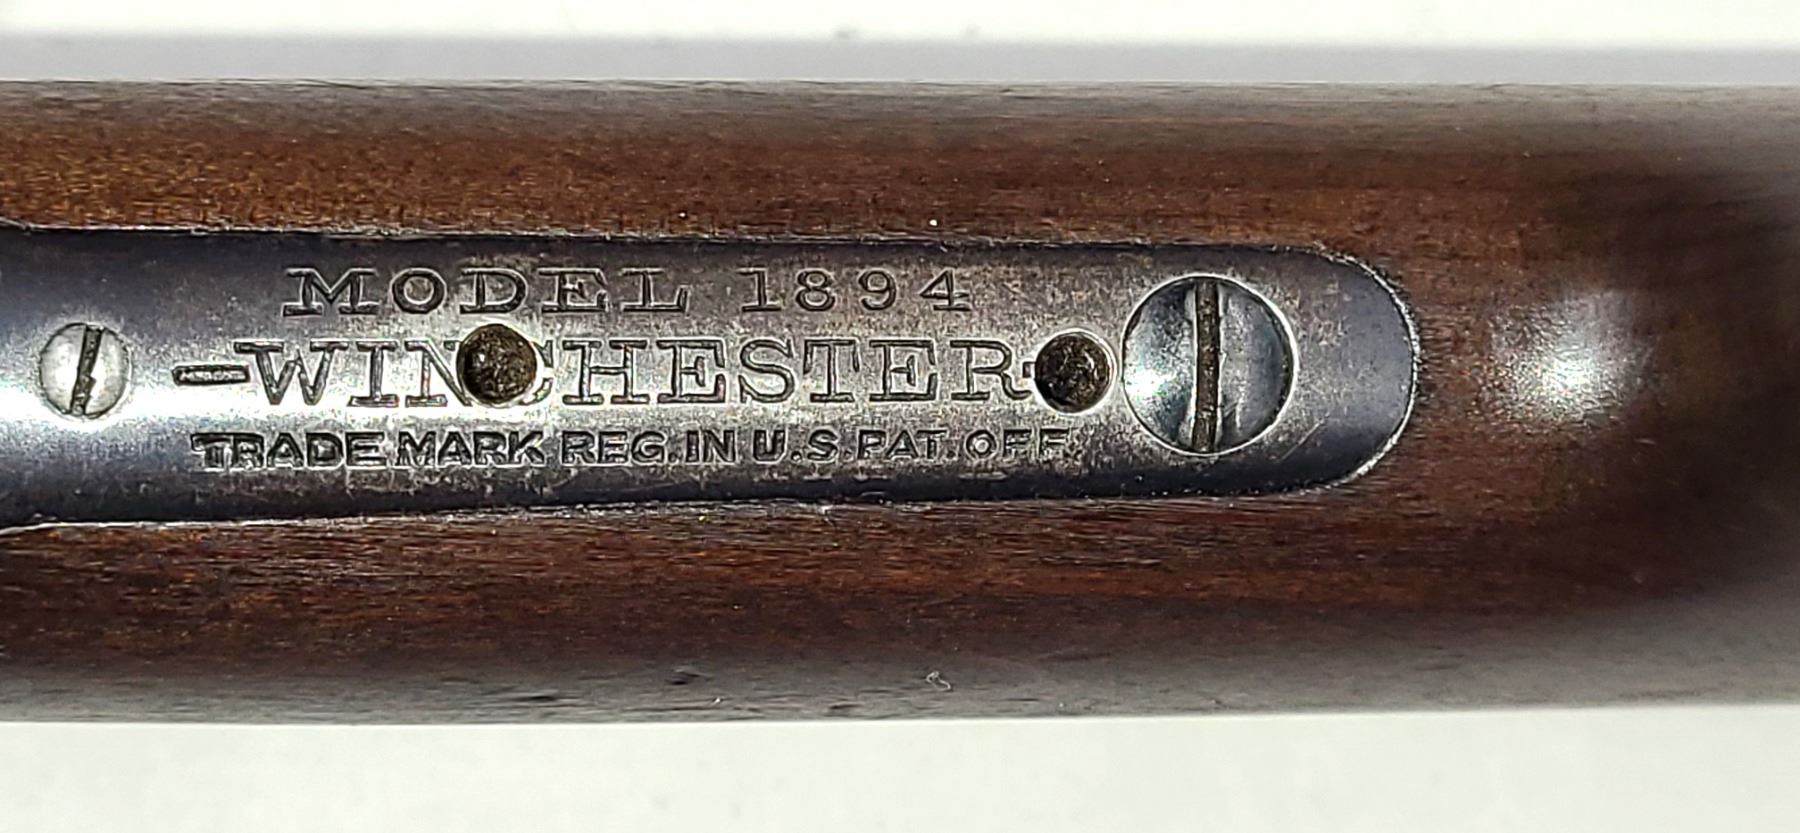 MODEL 1894
-WINCHESTER-
TRADE MARK REG. IN U.S. PAT. OFF.